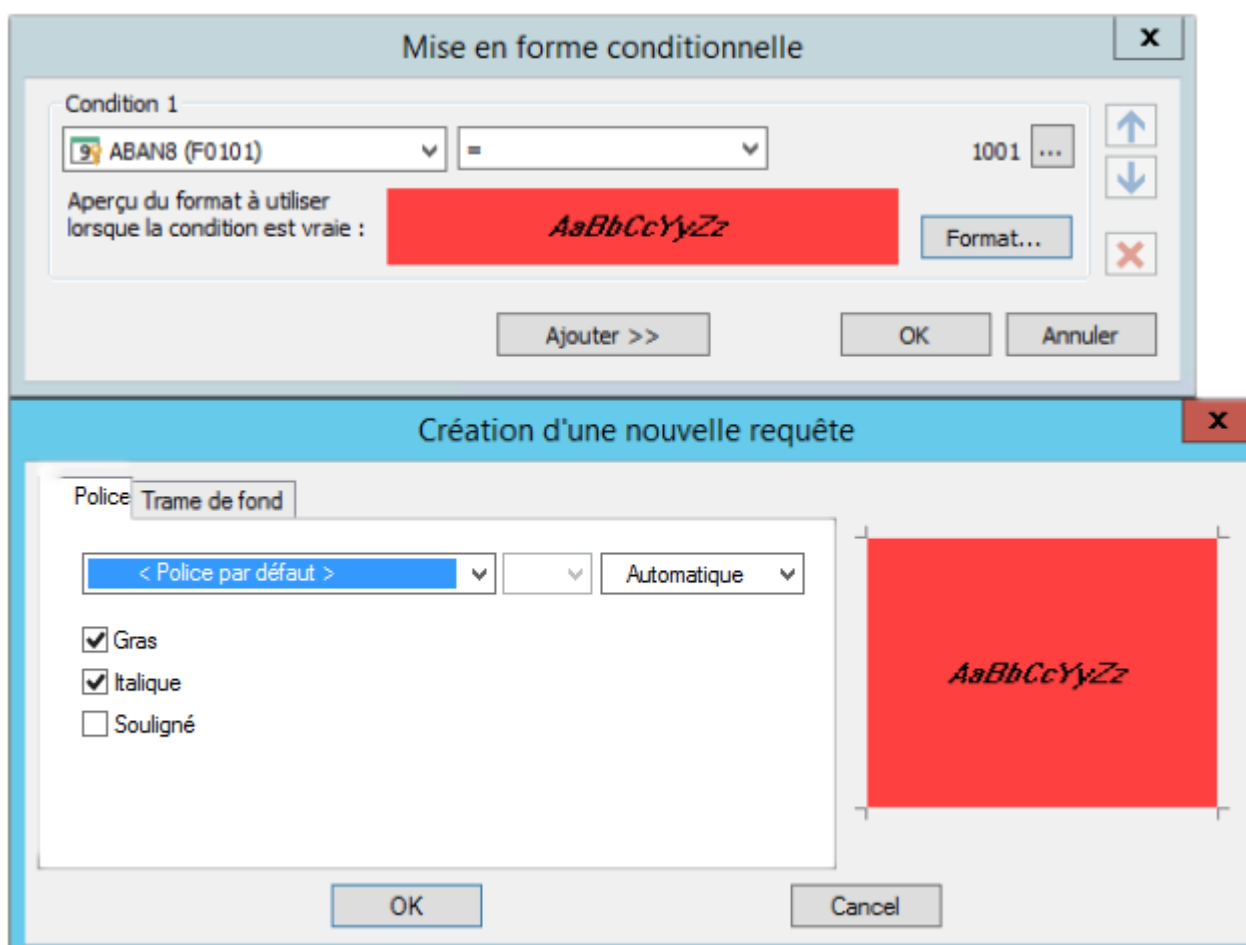 Mise en forme conditionnelle
x
Condition 1
ABAN8 (F0101)
=
1001 ...
Aperçu du format à utiliser
lorsque la condition est vraie :
AaBbCcYyZz
Format...
Ajouter >>
OK
Annuler
Création d'une nouvelle requête
x
Police
Trame de fond
< Police par défaut >
Automatique
Gras
Italique
Souligné
AaBbCcYyZz
OK
Cancel